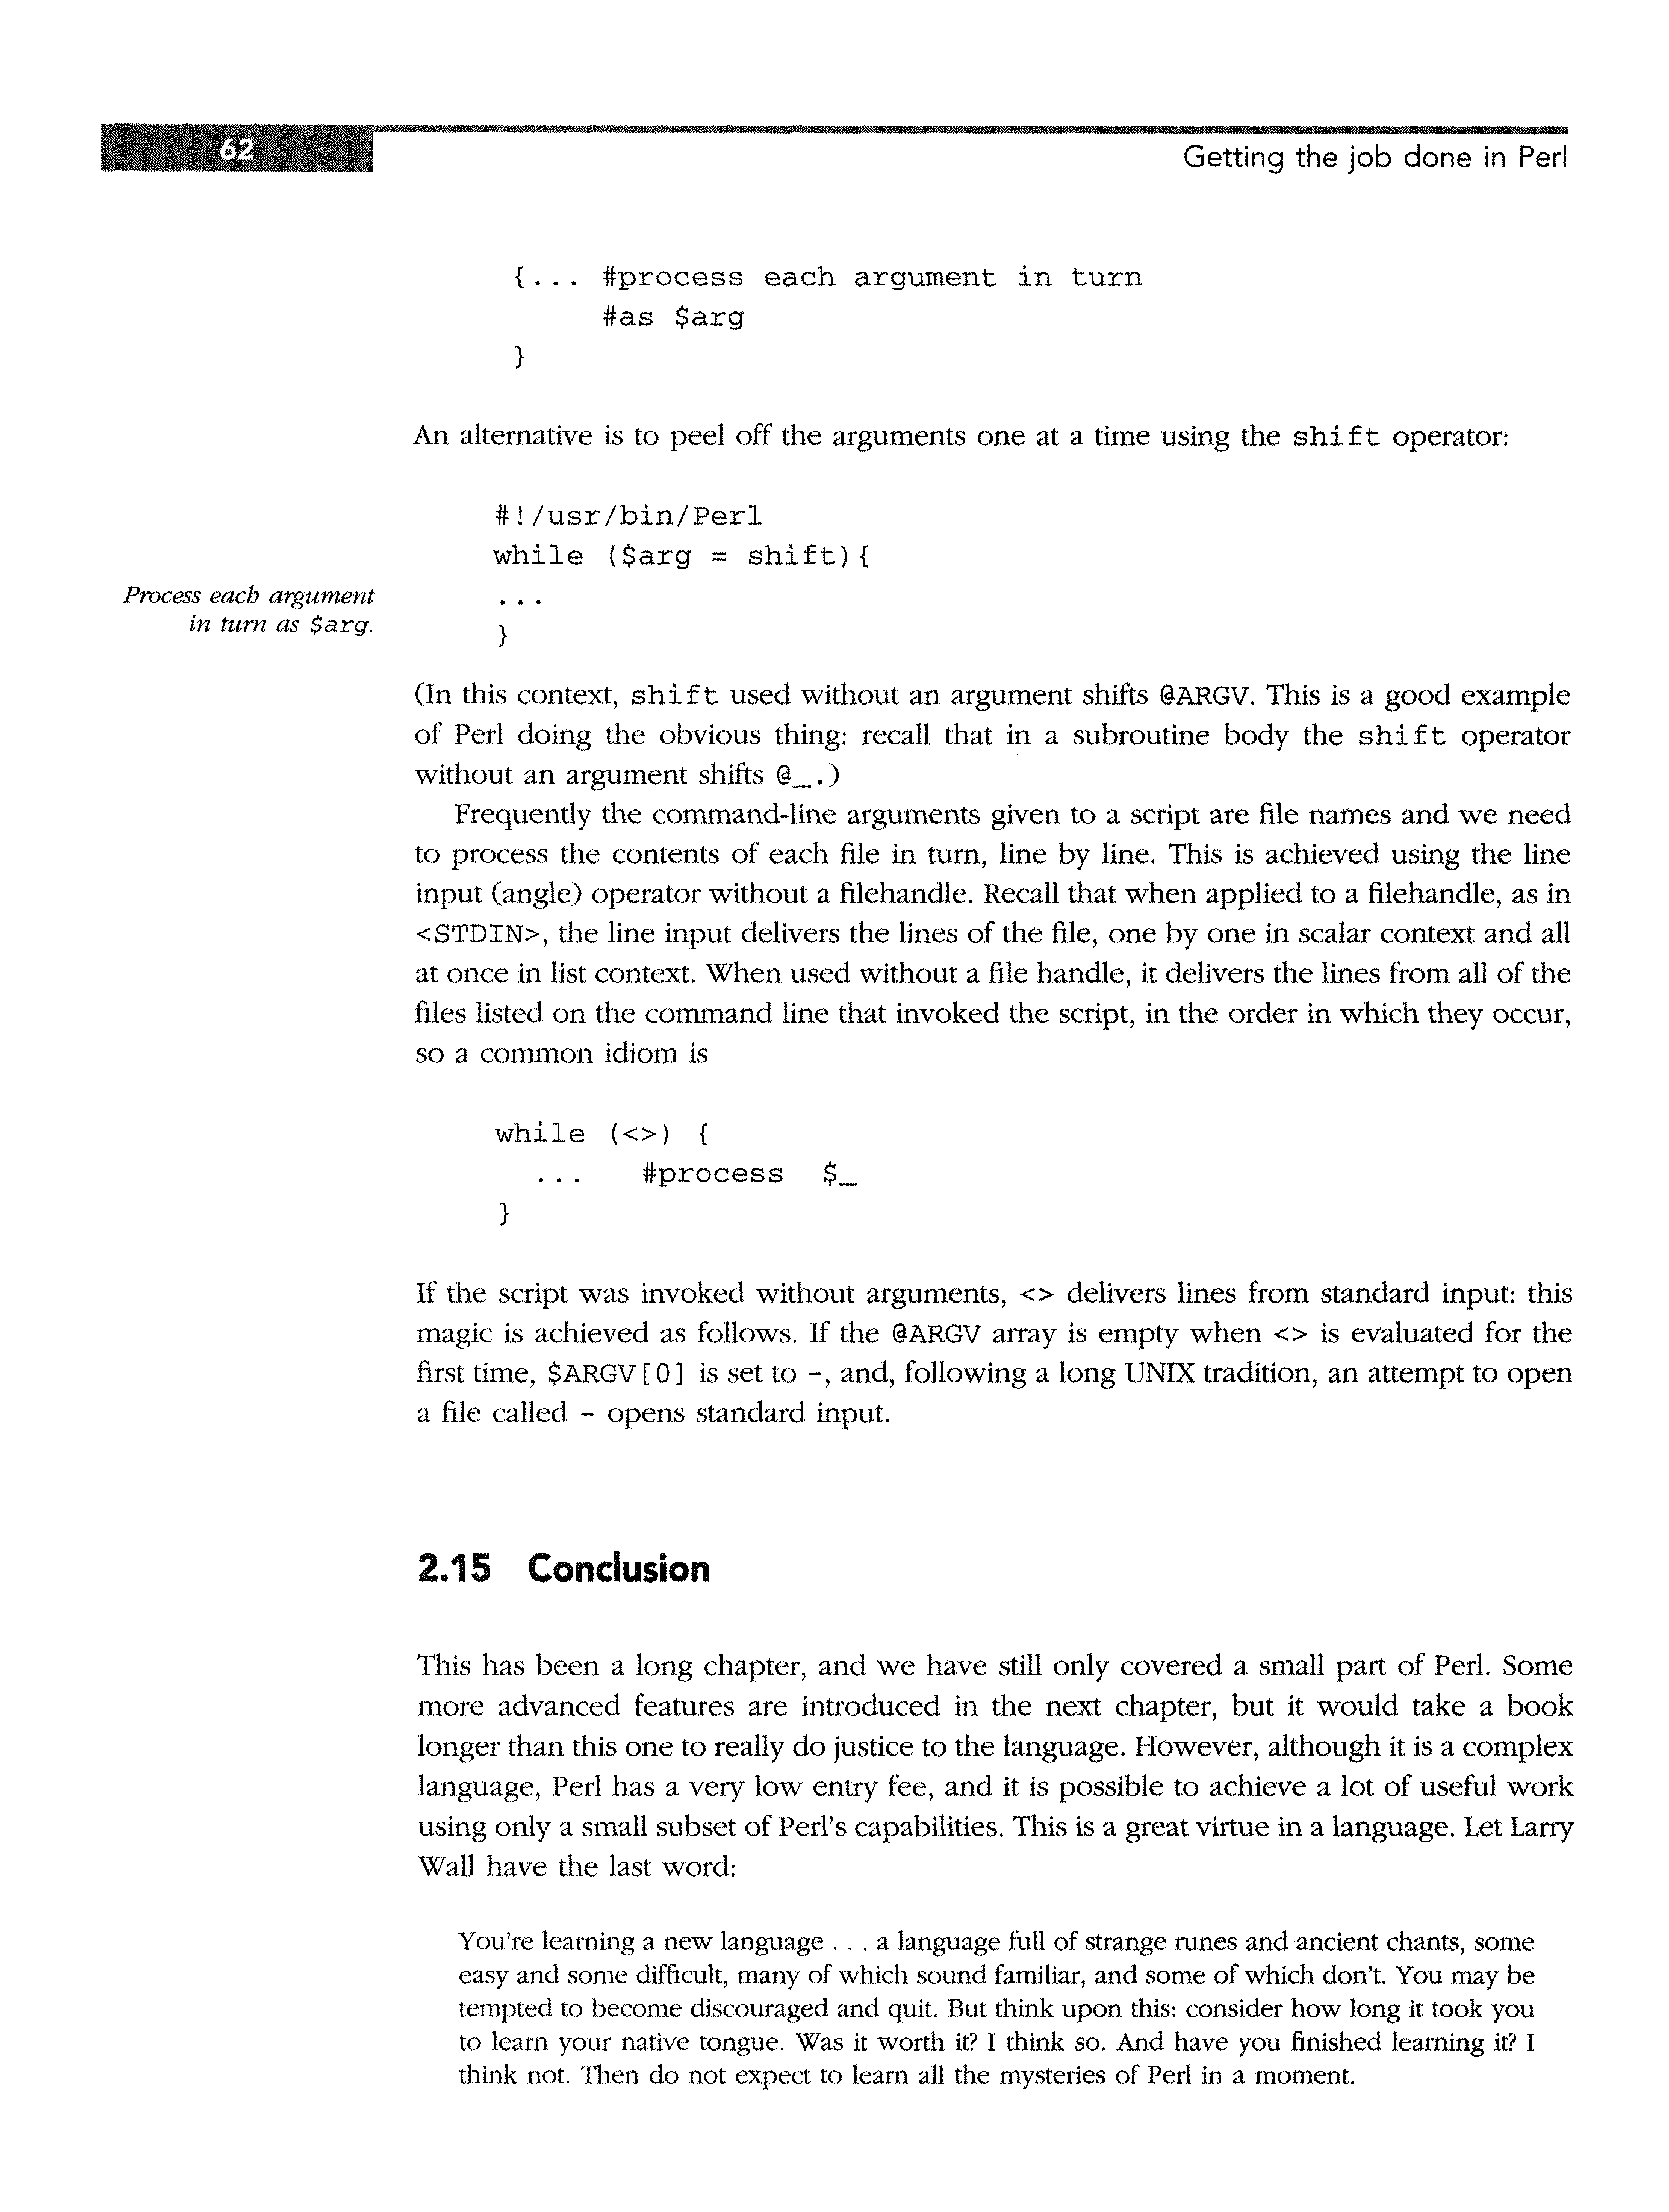 62
Getting the job done in Perl
{... #process each argument in turn
#as $arg
}
An alternative is to peel off the arguments one at a time using the shift operator:
#!/usr/bin/Perl
while ($arg = shift){
Process each argument
in turn as $arg.
...
}
(In this context, shift used without an argument shifts @ARGV. This is a good example
of Perl doing the obvious thing: recall that in a subroutine body the shift operator
without an argument shifts @_.)
Frequently the command-line arguments given to a script are file names and we need
to process the contents of each file in turn, line by line. This is achieved using the line
input (angle) operator without a filehandle. Recall that when applied to a filehandle, as in
<STDIN>, the line input delivers the lines of the file, one by one in scalar context and all
at once in list context. When used without a file handle, it delivers the lines from all of the
files listed on the command line that invoked the script, in the order in which they occur,
so a common idiom is
while (<>) {
... #process $_
}
If the script was invoked without arguments, <> delivers lines from standard input: this
magic is achieved as follows. If the @ARGV array is empty when <> is evaluated for the
first time, $ARGV[0] is set to -, and, following a long UNIX tradition, an attempt to open
a file called - opens standard input.
2.15 Conclusion
This has been a long chapter, and we have still only covered a small part of Perl. Some
more advanced features are introduced in the next chapter, but it would take a book
longer than this one to really do justice to the language. However, although it is a complex
language, Perl has a very low entry fee, and it is possible to achieve a lot of useful work
using only a small subset of Perl's capabilities. This is a great virtue in a language. Let Larry
Wall have the last word:
You're learning a new language . . . a language full of strange runes and ancient chants, some
easy and some difficult, many of which sound familiar, and some of which don't. You may be
tempted to become discouraged and quit. But think upon this: consider how long it took you
to learn your native tongue. Was it worth it? I think so. And have you finished learning it? I
think not. Then do not expect to learn all the mysteries of Perl in a moment.